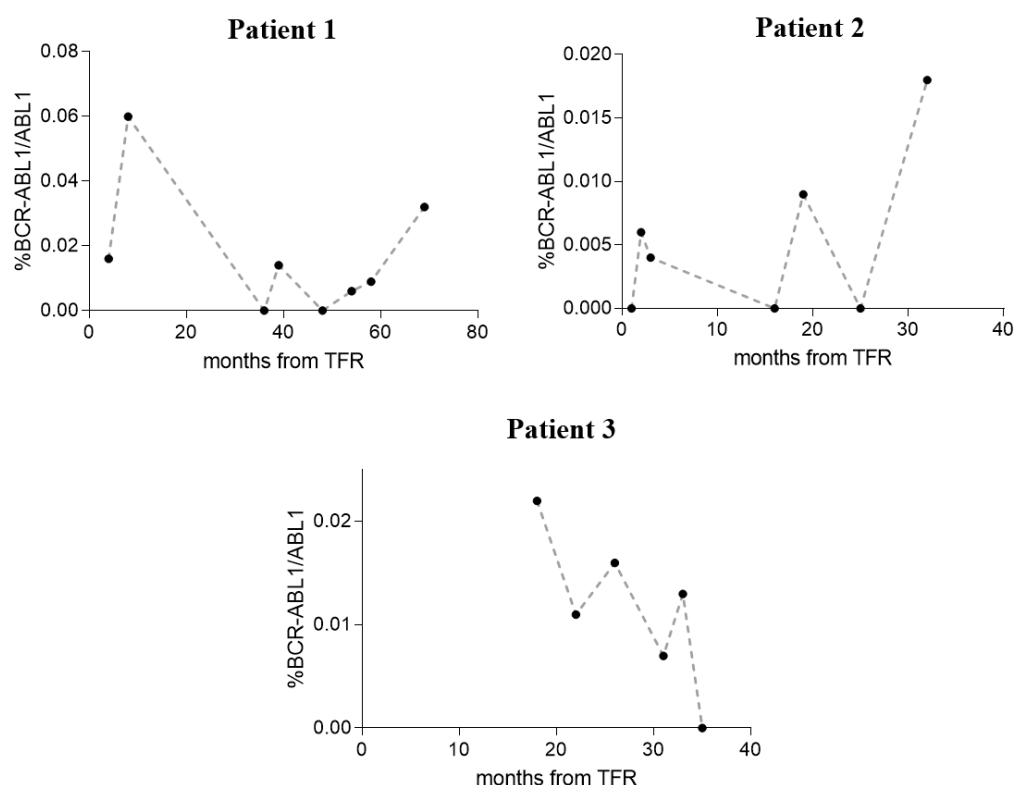 Patient 1
%BCR-ABL1/ABL1
0.08
0.06
0.04
0.02
0.00
0 20 40 60 80
months from TFR
Patient 2
%BCR-ABL1/ABL1
0.020
0.015
0.010
0.005
0.000
0 10 20 30 40
months from TFR
Patient 3
%BCR-ABL1/ABL1
0.02
0.01
0.00
0 10 20 30 40
months from TFR